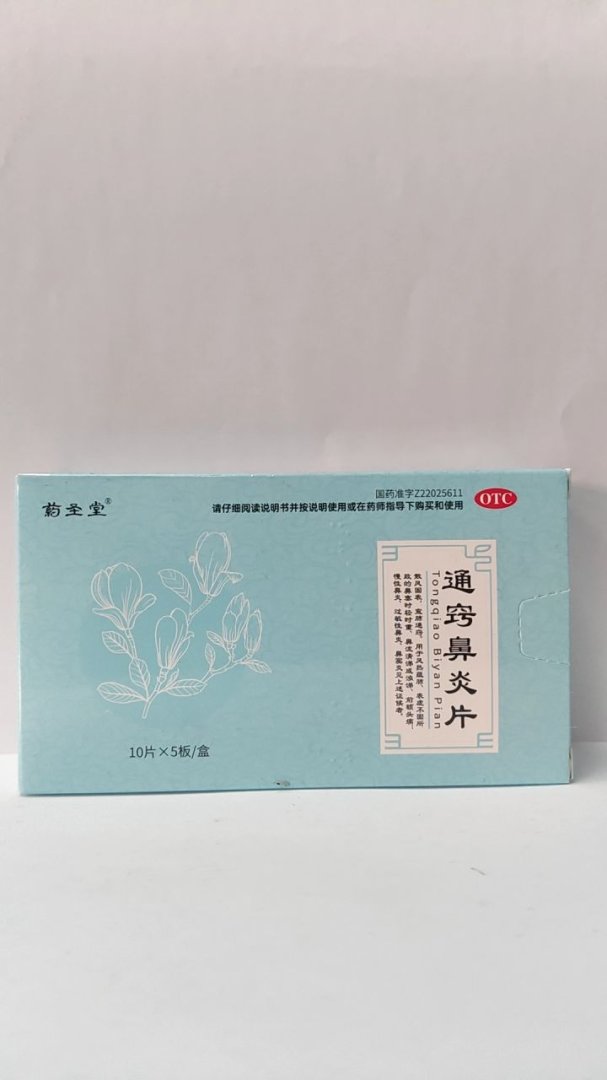 药圣堂®
国药准字Z22025611
OTC
请仔细阅读说明书并按说明使用或在药师指导下购买和使用
通窍鼻炎片
Tongqiao Biyan Pian
散风固表，宣肺通窍。用于风热蕴肺、表虚不固所
致的鼻塞时轻时重、鼻流清涕或浊涕、前额头痛；
慢性鼻炎、过敏性鼻炎、鼻窦炎见上述证候者。
10片×5板/盒